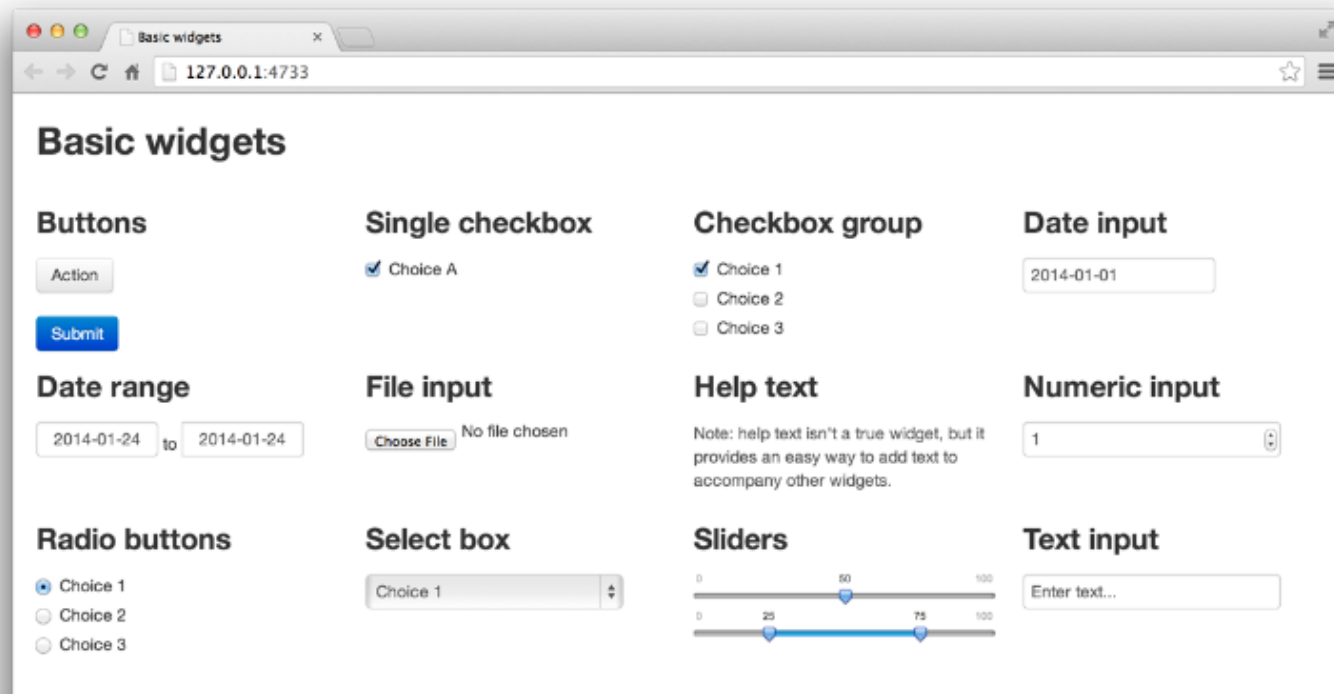 Basic widgets
127.0.0.1:4733
Basic widgets
Buttons
Action
Submit
Single checkbox
Choice A
Checkbox group
Choice 1
Choice 2
Choice 3
Date input
2014-01-01
Date range
2014-01-24 to 2014-01-24
File input
Choose File No file chosen
Help text
Note: help text isn't a true widget, but it
provides an easy way to add text to
accompany other widgets.
Numeric input
1
Radio buttons
Choice 1
Choice 2
Choice 3
Select box
Choice 1
Sliders
0 50 100
0 25 75 100
Text input
Enter text...